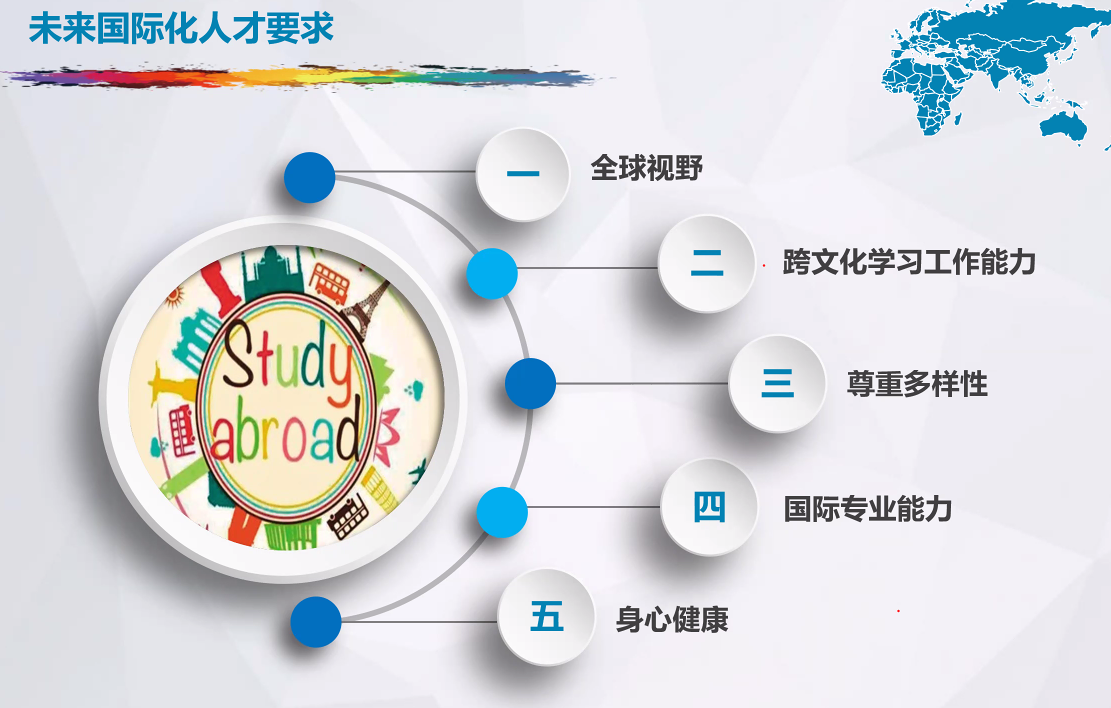 未来国际化人才要求
Study
abroad
一 全球视野
二 跨文化学习工作能力
三 尊重多样性
四 国际专业能力
五 身心健康